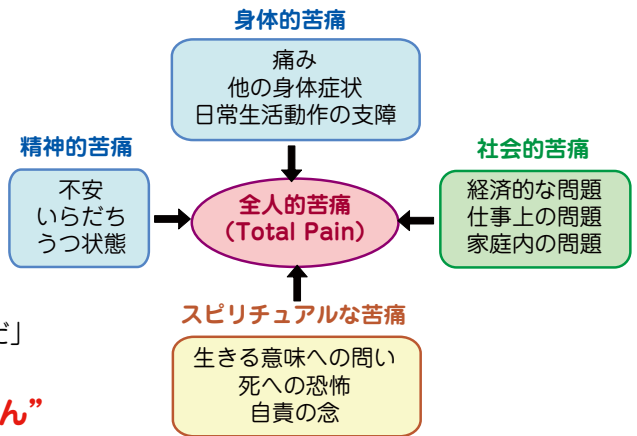 身体的苦痛
痛み
他の身体症状
日常生活動作の支障
精神的苦痛
不安
いらだち
うつ状態
全人的苦痛
(Total Pain)
社会的苦痛
経済的な問題
仕事上の問題
家庭内の問題
スピリチュアルな苦痛
生きる意味への問い
死への恐怖
自責の念
だ」
ん”